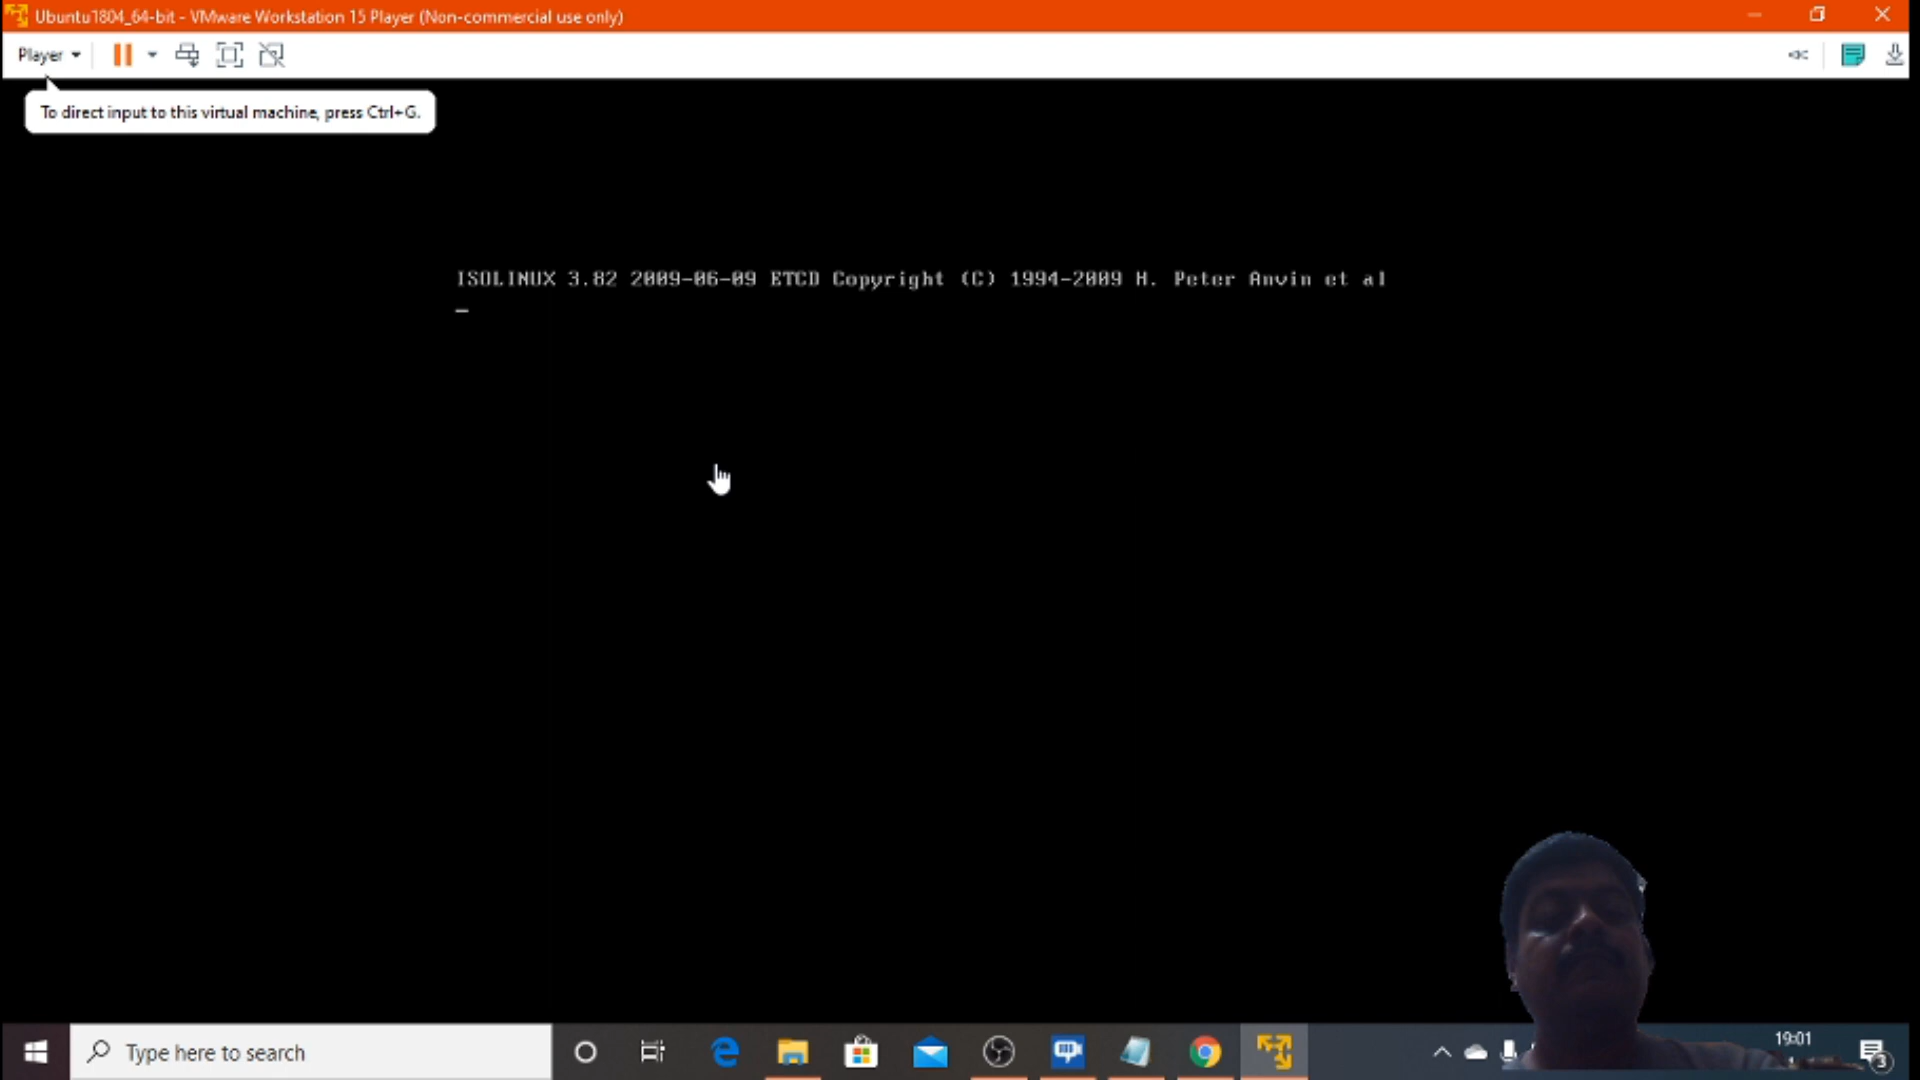 Ubuntu1804_64-bit - VMware Workstation 15 Player (Non-commercial use only)
Player
To direct input to this virtual machine, press Ctrl+G.
ISOLINUX 3.82 2009-06-09 ETCD Copyright (C) 1994-2009 H. Peter Anvin et al
Type here to search
19:01
3